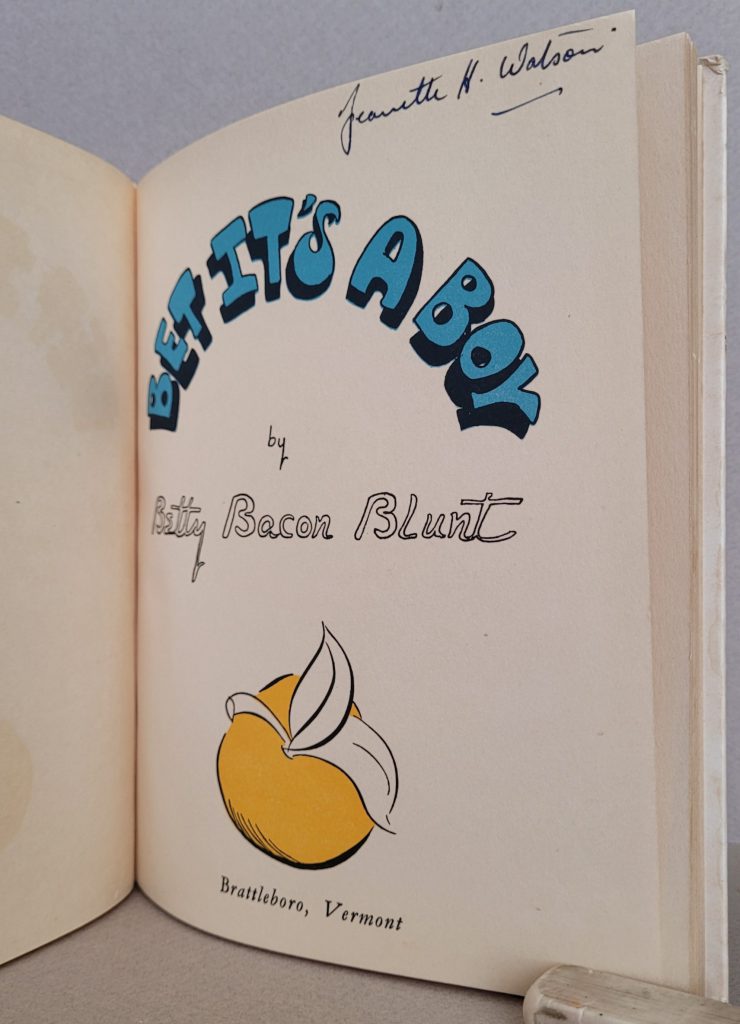 Jeanette H. Watson
BET IT'S A BOY
by
Betty Bacon Blunt
Brattleboro, Vermont